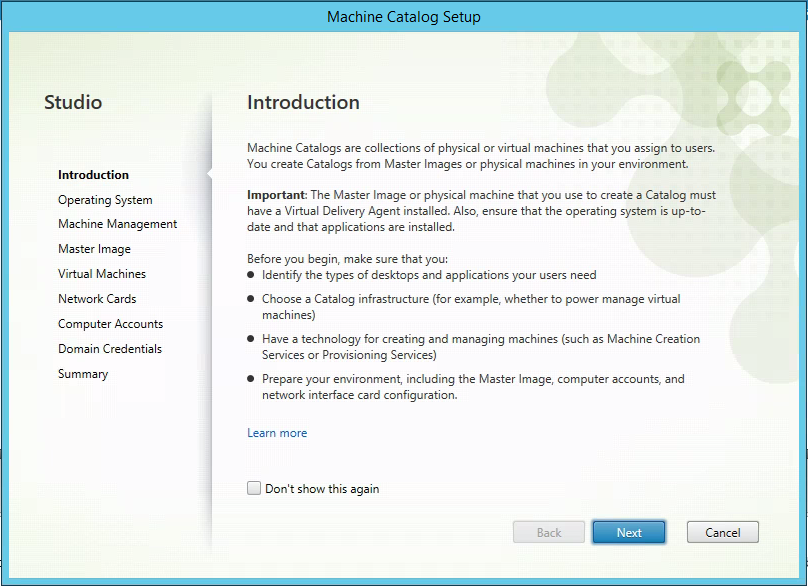 Machine Catalog Setup
Studio
Introduction
Operating System
Machine Management
Master Image
Virtual Machines
Network Cards
Computer Accounts
Domain Credentials
Summary
Introduction
Machine Catalogs are collections of physical or virtual machines that you assign to users.
You create Catalogs from Master Images or physical machines in your environment.
Important: The Master Image or physical machine that you use to create a Catalog must
have a Virtual Delivery Agent installed. Also, ensure that the operating system is up-to-
date and that applications are installed.
Before you begin, make sure that you:
● Identify the types of desktops and applications your users need
● Choose a Catalog infrastructure (for example, whether to power manage virtual
machines)
● Have a technology for creating and managing machines (such as Machine Creation
Services or Provisioning Services)
● Prepare your environment, including the Master Image, computer accounts, and
network interface card configuration.
Learn more
Don't show this again
Back
Next
Cancel